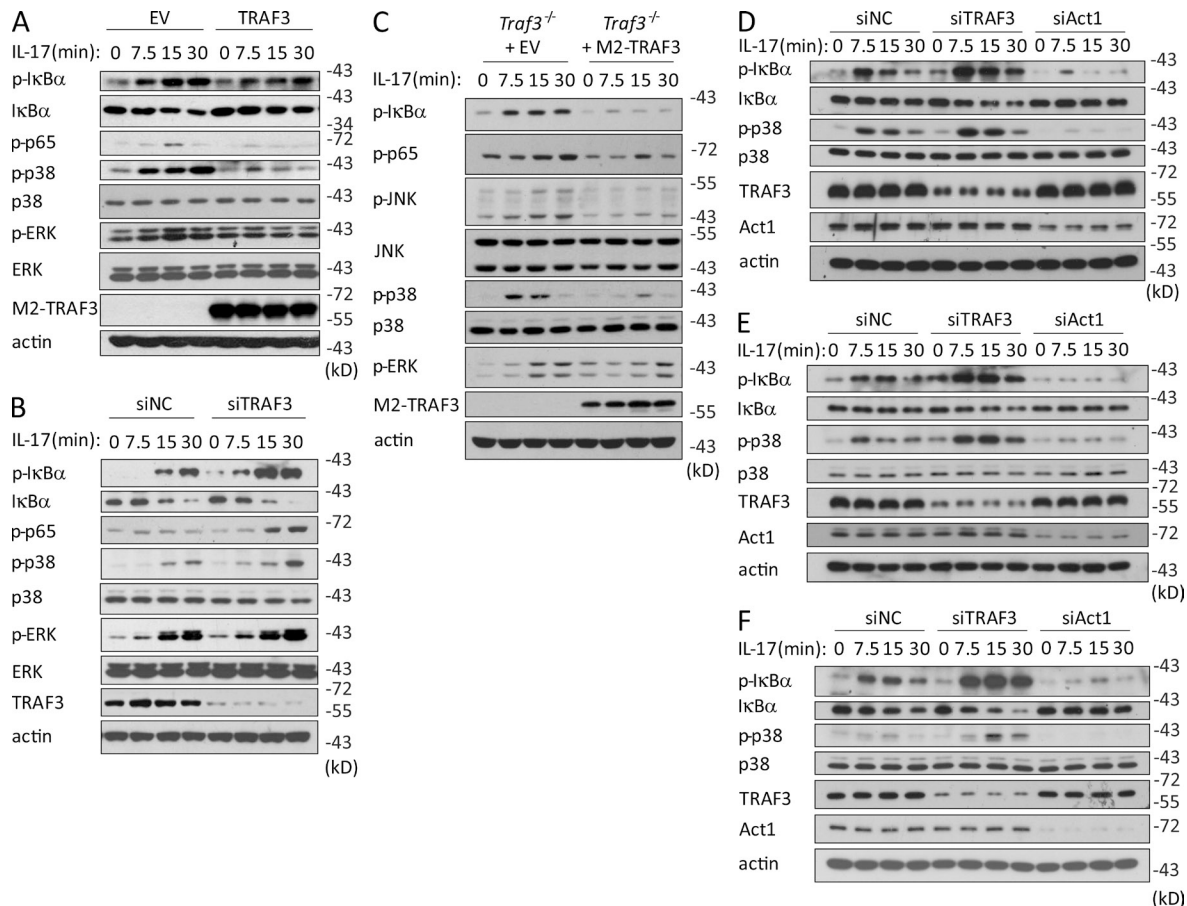 A
EV TRAF3
IL-17(min): 0 7.5 15 30 0 7.5 15 30
p-IκBα -43
IκBα -43
-34
p-p65 -72
p-p38 -43
p38 -43
p-ERK -43
ERK -43
M2-TRAF3 -72
-55
actin -43
(kD)
B
siNC siTRAF3
IL-17(min): 0 7.5 15 30 0 7.5 15 30
p-IκBα -43
IκBα -43
p-p65 -72
p-p38 -43
p38 -43
p-ERK -43
ERK -43
-72
TRAF3 -55
actin -43
(kD)
C
Traf3-/- Traf3-/-
+ EV + M2-TRAF3
IL-17(min): 0 7.5 15 30 0 7.5 15 30
p-IκBα -43
p-p65 -72
-55
p-JNK -43
-55
JNK -43
p-p38 -43
p38 -43
p-ERK -43
M2-TRAF3 -55
actin -43
(kD)
D
siNC siTRAF3 siAct1
IL-17(min): 0 7.5 15 30 0 7.5 15 30 0 7.5 15 30
p-IκBα -43
IκBα -43
p-p38 -43
p38 -43
-72
TRAF3 -55
Act1 -72
-55
actin -43
(kD)
E
siNC siTRAF3 siAct1
IL-17(min): 0 7.5 15 30 0 7.5 15 30 0 7.5 15 30
p-IκBα -43
IκBα -43
p-p38 -43
p38 -43
-72
TRAF3 -55
Act1 -72
actin -43
(kD)
F
siNC siTRAF3 siAct1
IL-17(min): 0 7.5 15 30 0 7.5 15 30 0 7.5 15 30
-43
p-IκBα
IκBα -43
p-p38 -43
p38 -43
-72
TRAF3 -55
Act1 -72
actin -43
(kD)